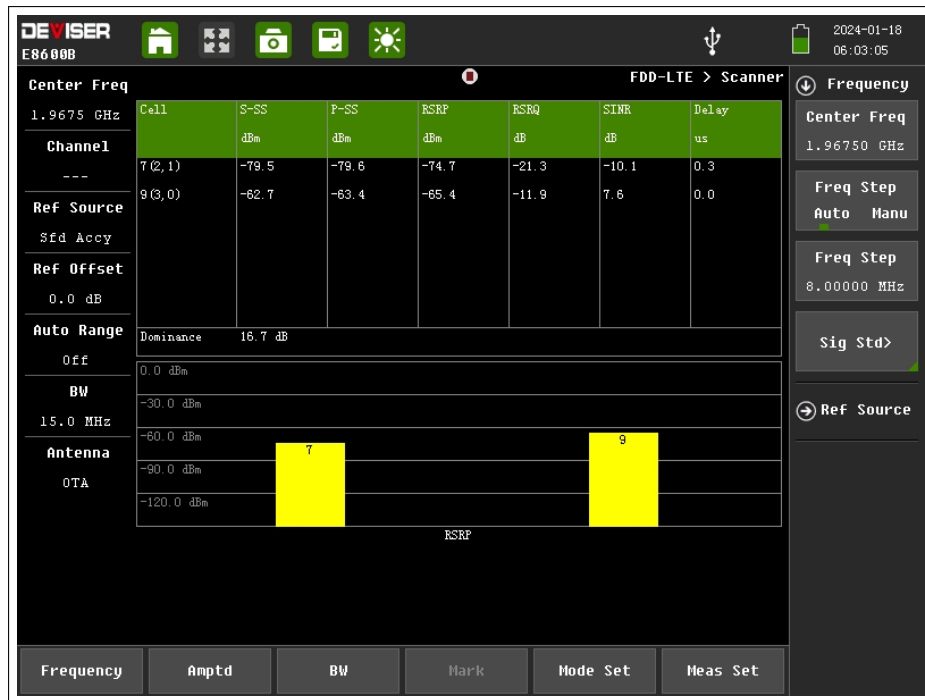 DEVISER
E8600B
2024-01-18
06:03:05
Center Freq
1.9675 GHz
Channel
---
Ref Source
Sfd Accy
Ref Offset
0.0 dB
Auto Range
Off
BW
15.0 MHz
Antenna
OTA
FDD-LTE > Scanner
Cell S-SS P-SS RSRP RSRQ SINR Delay
dBm dBm dBm dB dB us
7(2,1) -79.5 -79.6 -74.7 -21.3 -10.1 0.3
9(3,0) -62.7 -63.4 -65.4 -11.9 7.6 0.0
Dominance 16.7 dB
0.0 dBm
-30.0 dBm
-60.0 dBm
-90.0 dBm
-120.0 dBm
7 9
RSRP
Frequency
Center Freq
1.96750 GHz
Freq Step
Auto Manu
Freq Step
8.00000 MHz
Sig Std>
Ref Source
Frequency Amptd BW Mark Mode Set Meas Set